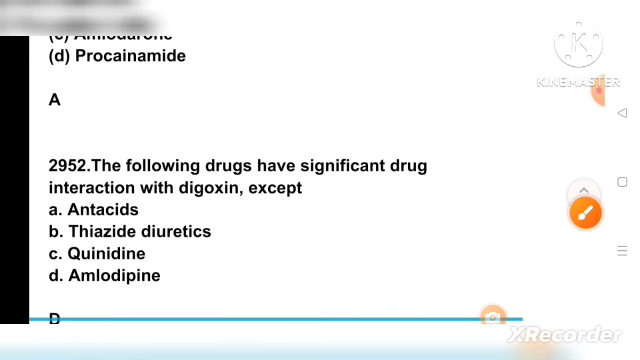 (c) Amiodarone
(d) Procainamide
A
2952.The following drugs have significant drug
interaction with digoxin, except
a. Antacids
b. Thiazide diuretics
c. Quinidine
d. Amlodipine
D
K
KINEMASTER
XRecorder